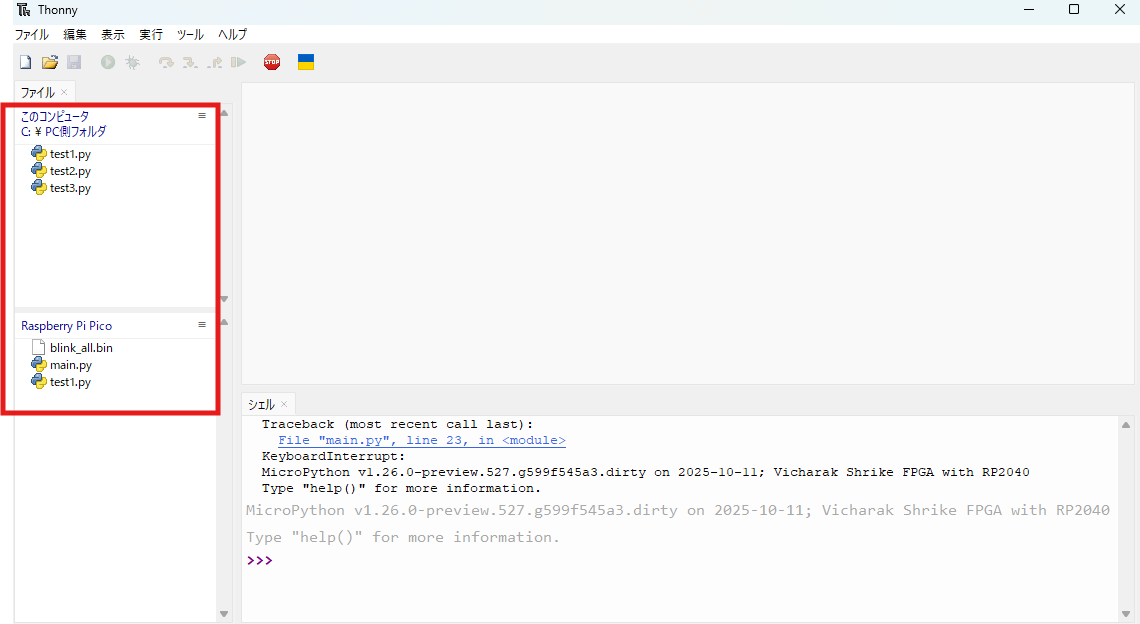 Thonny
ファイル 編集 表示 実行 ツール ヘルプ
STOP
ファイル ×
このコンピュータ
C: ¥ PC側フォルダ
test1.py
test2.py
test3.py
Raspberry Pi Pico
blink_all.bin
main.py
test1.py
シェル ×
Traceback (most recent call last):
File "main.py", line 23, in <module>
KeyboardInterrupt:
MicroPython v1.26.0-preview.527.g599f545a3.dirty on 2025-10-11; Vicharak Shrike FPGA with RP2040
Type "help()" for more information.
MicroPython v1.26.0-preview.527.g599f545a3.dirty on 2025-10-11; Vicharak Shrike FPGA with RP2040
Type "help()" for more information.
>>>